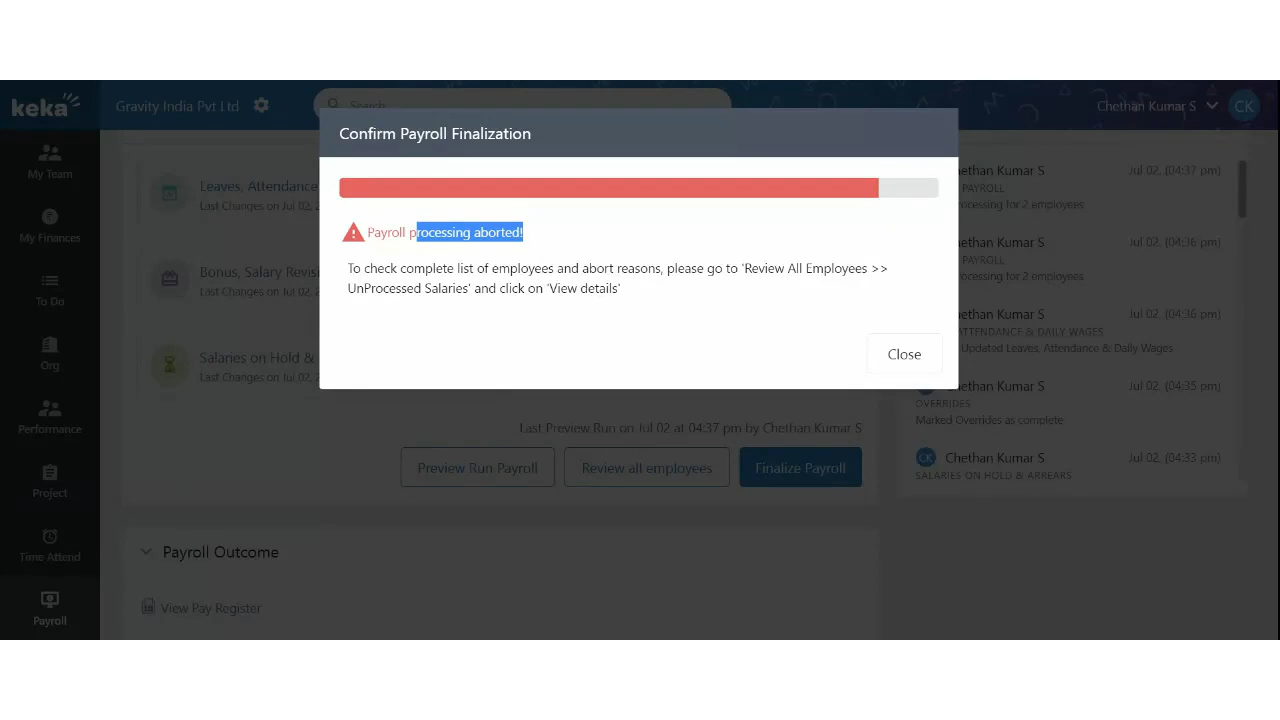 keka
Gravity India Pvt Ltd
Search
Chethan Kumar S
CK
Confirm Payroll Finalization
Payroll processing aborted!
To check complete list of employees and abort reasons, please go to 'Review All Employees >>
UnProcessed Salaries' and click on 'View details'
Close
My Team
My Finances
To Do
Org
Performance
Project
Time Attend
Payroll
Leaves, Attendance
Last Changes on Jul 02,
Bonus, Salary Revis
Last Changes on Jul 02,
Salaries on Hold &
Last Changes on Jul 02,
Last Preview Run on Jul 02 at 04:37 pm by Chethan Kumar S
Preview Run Payroll
Review all employees
Finalize Payroll
Payroll Outcome
View Pay Register
hethan Kumar S
Jul 02, (04:37 pm)
PAYROLL
rocessing for 2 employees
hethan Kumar S
Jul 02, (04:36 pm)
PAYROLL
rocessing for 2 employees
hethan Kumar S
Jul 02, (04:36 pm)
ATTENDANCE & DAILY WAGES
Updated Leaves, Attendance & Daily Wages
hethan Kumar S
Jul 02, (04:35 pm)
OVERRIDES
Marked Overrides as complete
CK
Chethan Kumar S
Jul 02, (04:33 pm)
SALARIES ON HOLD & ARREARS